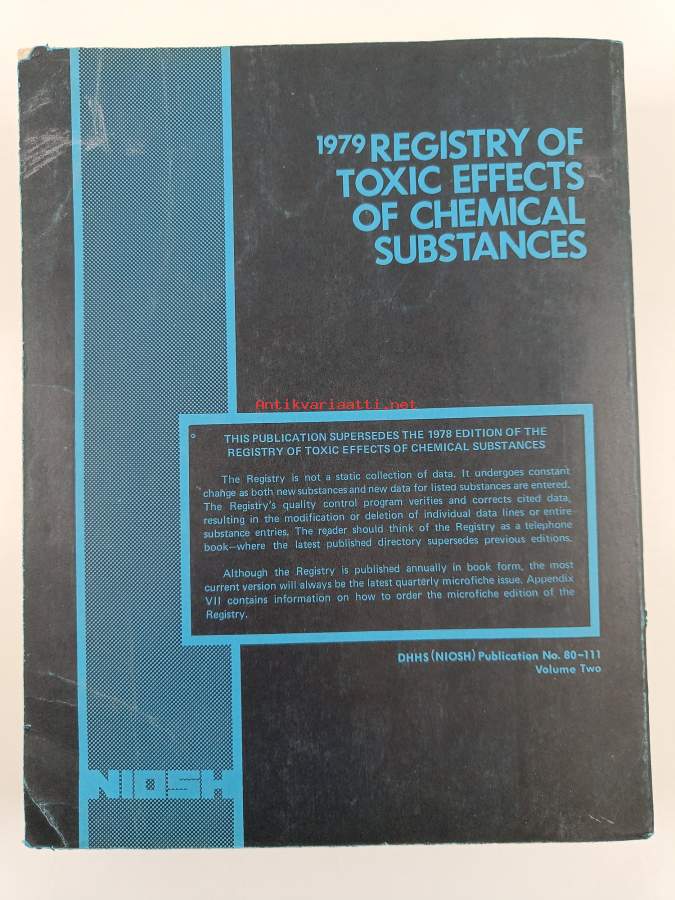 1979 REGISTRY OF
TOXIC EFFECTS
OF CHEMICAL
SUBSTANCES
Antikvariaatti.net
THIS PUBLICATION SUPERSEDES THE 1978 EDITION OF THE
REGISTRY OF TOXIC EFFECTS OF CHEMICAL SUBSTANCES
The Registry is not a static collection of data. It undergoes constant
change as both new substances and new data for listed substances are entered.
The Registry's quality control program verifies and corrects cited data,
resulting in the modification or deletion of individual data lines or entire
substance entries. The reader should think of the Registry as a telephone
book—where the latest published directory supersedes previous editions.
Although the Registry is published annually in book form, the most
current version will always be the latest quarterly microfiche issue. Appendix
VII contains information on how to order the microfiche edition of the
Registry.
DHHS (NIOSH) Publication No. 80-111
Volume Two
NIOSH